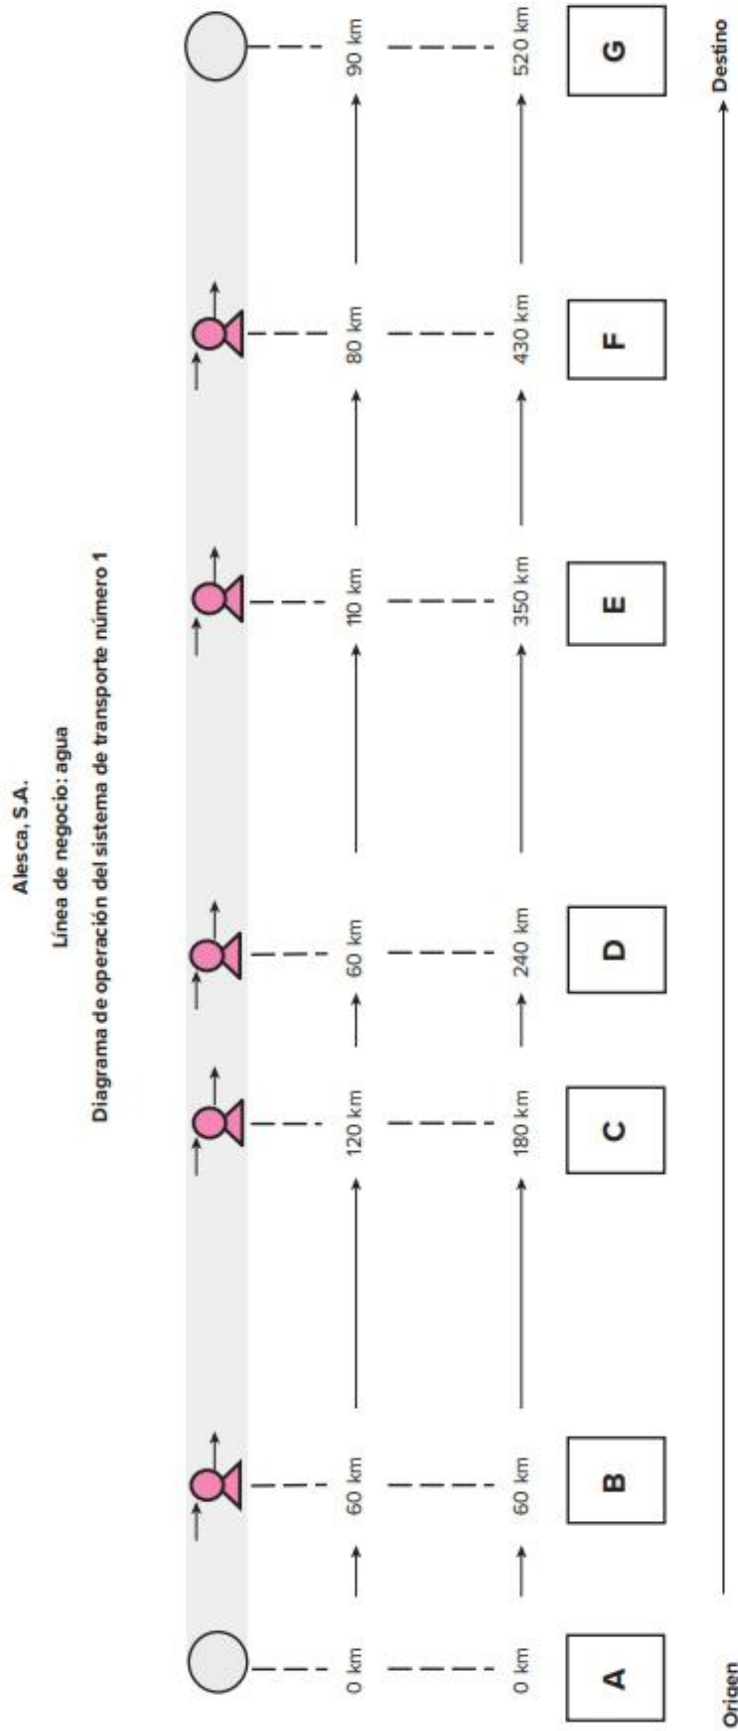 Alesca, S.A.
Línea de negocio: agua
Diagrama de operación del sistema de transporte número 1
0 km 60 km 120 km 60 km 110 km 80 km 90 km
0 km 60 km 180 km 240 km 350 km 430 km 520 km
A B C D E F G
Origen Destino